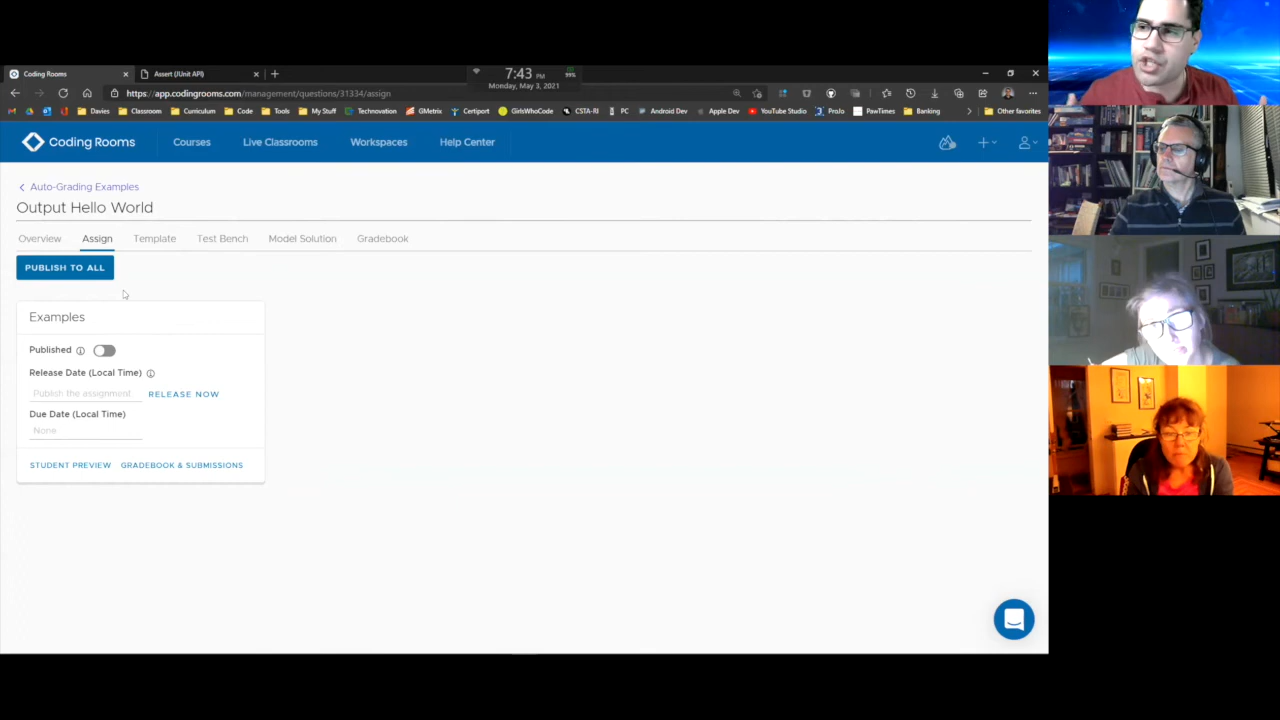 Coding Rooms
Assert (JUnit API)
7:43 PM
99%
Monday, May 3, 2021
https://app.codingrooms.com/management/questions/31334/assign
Davies Classroom Curriculum Code Tools My Stuff Technovation GMetrix Certiport GirlsWhoCode CSTA-RI PC Android Dev Apple Dev YouTube Studio ProIo PawTimes Banking Other favorites
Coding Rooms Courses Live Classrooms Workspaces Help Center
Auto-Grading Examples
Output Hello World
Overview Assign Template Test Bench Model Solution Gradebook
PUBLISH TO ALL
Examples
Published
Release Date (Local Time)
Publish the assignment RELEASE NOW
Due Date (Local Time)
None
STUDENT PREVIEW GRADEBOOK & SUBMISSIONS